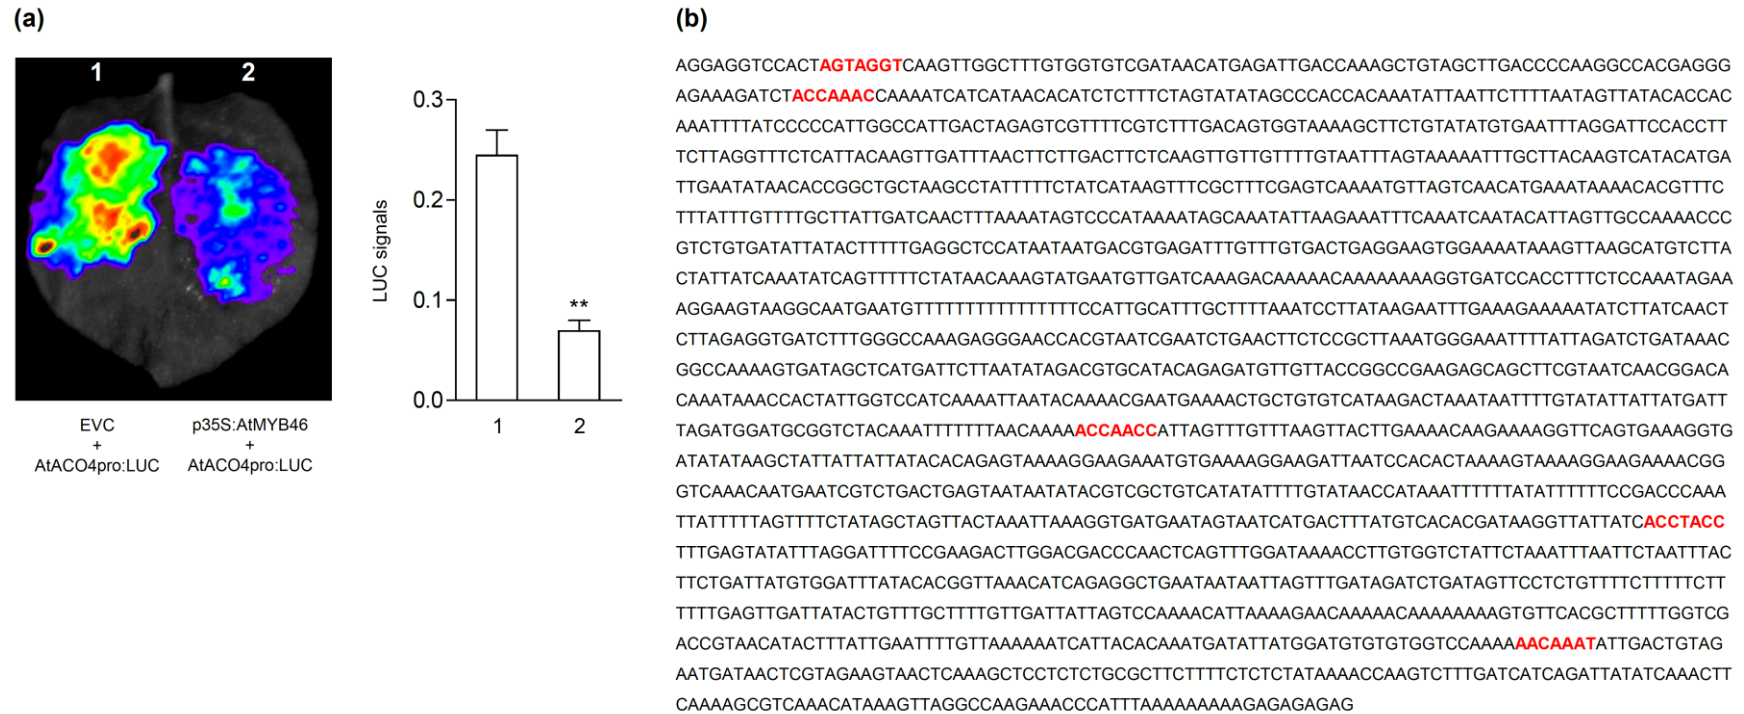 (a)
1
2
EVC
+
AtACO4pro:LUC
p35S:AtMYB46
+
AtACO4pro:LUC
LUC signals
0.3
0.2
0.1
0.0
**
1
2
(b)
AGGAGGTCCACTAGTAGGTCAAGTTGGCTTTGTGGTGTCGATAACATGAGATTGACCAAAGCTGTAGCTTGACCCCAAGGCCACGAGGG
AGAAAGATCTACCAAACCAAAATCATCATAACACATCTCTTTCTAGTATATAGCCCACCACAAATATTAATTCTTTTAATAGTTATACACCAC
AAATTTTATCCCCCATTGGCCATTGACTAGAGTCGTTTTCGTCTTTGACAGTGGTAAAAGCTTCTGTATATGTGAATTTAGGATTCCACCTT
TCTTAGGTTTCTCATTACAAGTTGATTTAACTTCTTGACTTCTCAAGTTGTTGTTTTGTAATTTAGTAAAAATTTGCTTACAAGTCATACATGA
TTGAATATAACACCGGCTGCTAAGCCTATTTTTCTATCATAAGTTTCGCTTTCGAGTCAAAATGTTAGTCAACATGAAATAAAACACGTTTC
TTTATTTGTTTTGCTTATTGATCAACTTTAAAATAGTCCCATAAAATAGCAAATATTAAGAAATTTCAAATCAATACATTAGTTGCCAAAACCC
GTCTGTGATATTATACTTTTTGAGGCTCCATAATAATGACGTGAGATTTGTTTGTGACTGAGGAAGTGGAAAATAAAGTTAAGCATGTCTTA
CTATTATCAAATATCAGTTTTTCTATAACAAAGTATGAATGTTGATCAAAGACAAAAACAAAAAAAAGGTGATCCACCTTTCTCCAAATAGAA
AGGAAGTAAGGCAATGAATGTTTTTTTTTTTTTTTTTCCATTGCATTTGCTTTTAAATCCTTATAAGAATTTGAAAGAAAAATATCTTATCAACT
CTTAGAGGTGATCTTTGGGCCAAAGAGGGAACCACGTAATCGAATCTGAACTTCTCCGCTTAAATGGGAAATTTTATTAGATCTGATAAAC
GGCCAAAAGTGATAGCTCATGATTCTTAATATAGACGTGCATACAGAGATGTTGTTACCGGCCGAAGAGCAGCTTCGTAATCAACGGACA
CAAATAAACCACTATTGGTCCATCAAAATTAATACAAAACGAATGAAAACTGCTGTGTCATAAGACTAAATAATTTTGTATATTATTATGATT
TAGATGGATGCGGTCTACAAATTTTTTTAACAAAAACCAACCATTAGTTTGTTTAAGTTACTTGAAAACAAGAAAAGGTTCAGTGAAAGGTG
ATATATAAGCTATTATTATTATACACAGAGTAAAAGGAAGAAATGTGAAAAGGAAGATTAATCCACACTAAAAGTAAAAGGAAGAAAACGG
GTCAAACAATGAATCGTCTGACTGAGTAATAATATACGTCGCTGTCATATATTTTGTATAACCATAAATTTTTTATATTTTTTCCGACCCAAA
TTATTTTTAGTTTTCTATAGCTAGTTACTAAATTAAAGGTGATGAATAGTAATCATGACTTTATGTCACACGATAAGGTTATTATCACCTACC
TTTGAGTATATTTAGGATTTTCCGAAGACTTGGACGACCCAACTCAGTTTGGATAAAACCTTGTGGTCTATTCTAAATTTAATTCTAATTTAC
TTCTGATTATGTGGATTTATACACGGTTAAACATCAGAGGCTGAATAATAATTAGTTTGATAGATCTGATAGTTCCTCTGTTTTCTTTTTCTT
TTTTGAGTTGATTATACTGTTTGCTTTTGTTGATTATTAGTCCAAAACATTAAAAGAACAAAAACAAAAAAAAGTGTTCACGCTTTTTGGTCG
ACCGTAACATACTTTATTGAATTTTGTTAAAAAATCATTACACAAATGATATTATGGATGTGTGTGGTCCAAAAAACAAATATTGACTGTAG
AATGATAACTCGTAGAAGTAACTCAAAGCTCCTCTCTGCGCTTCTTTTCTCTCTATAAAACCAAGTCTTTGATCATCAGATTATATCAAACTT
CAAAAGCGTCAAACATAAAGTTAGGCCAAGAAACCCATTTAAAAAAAAAGAGAGAGAG